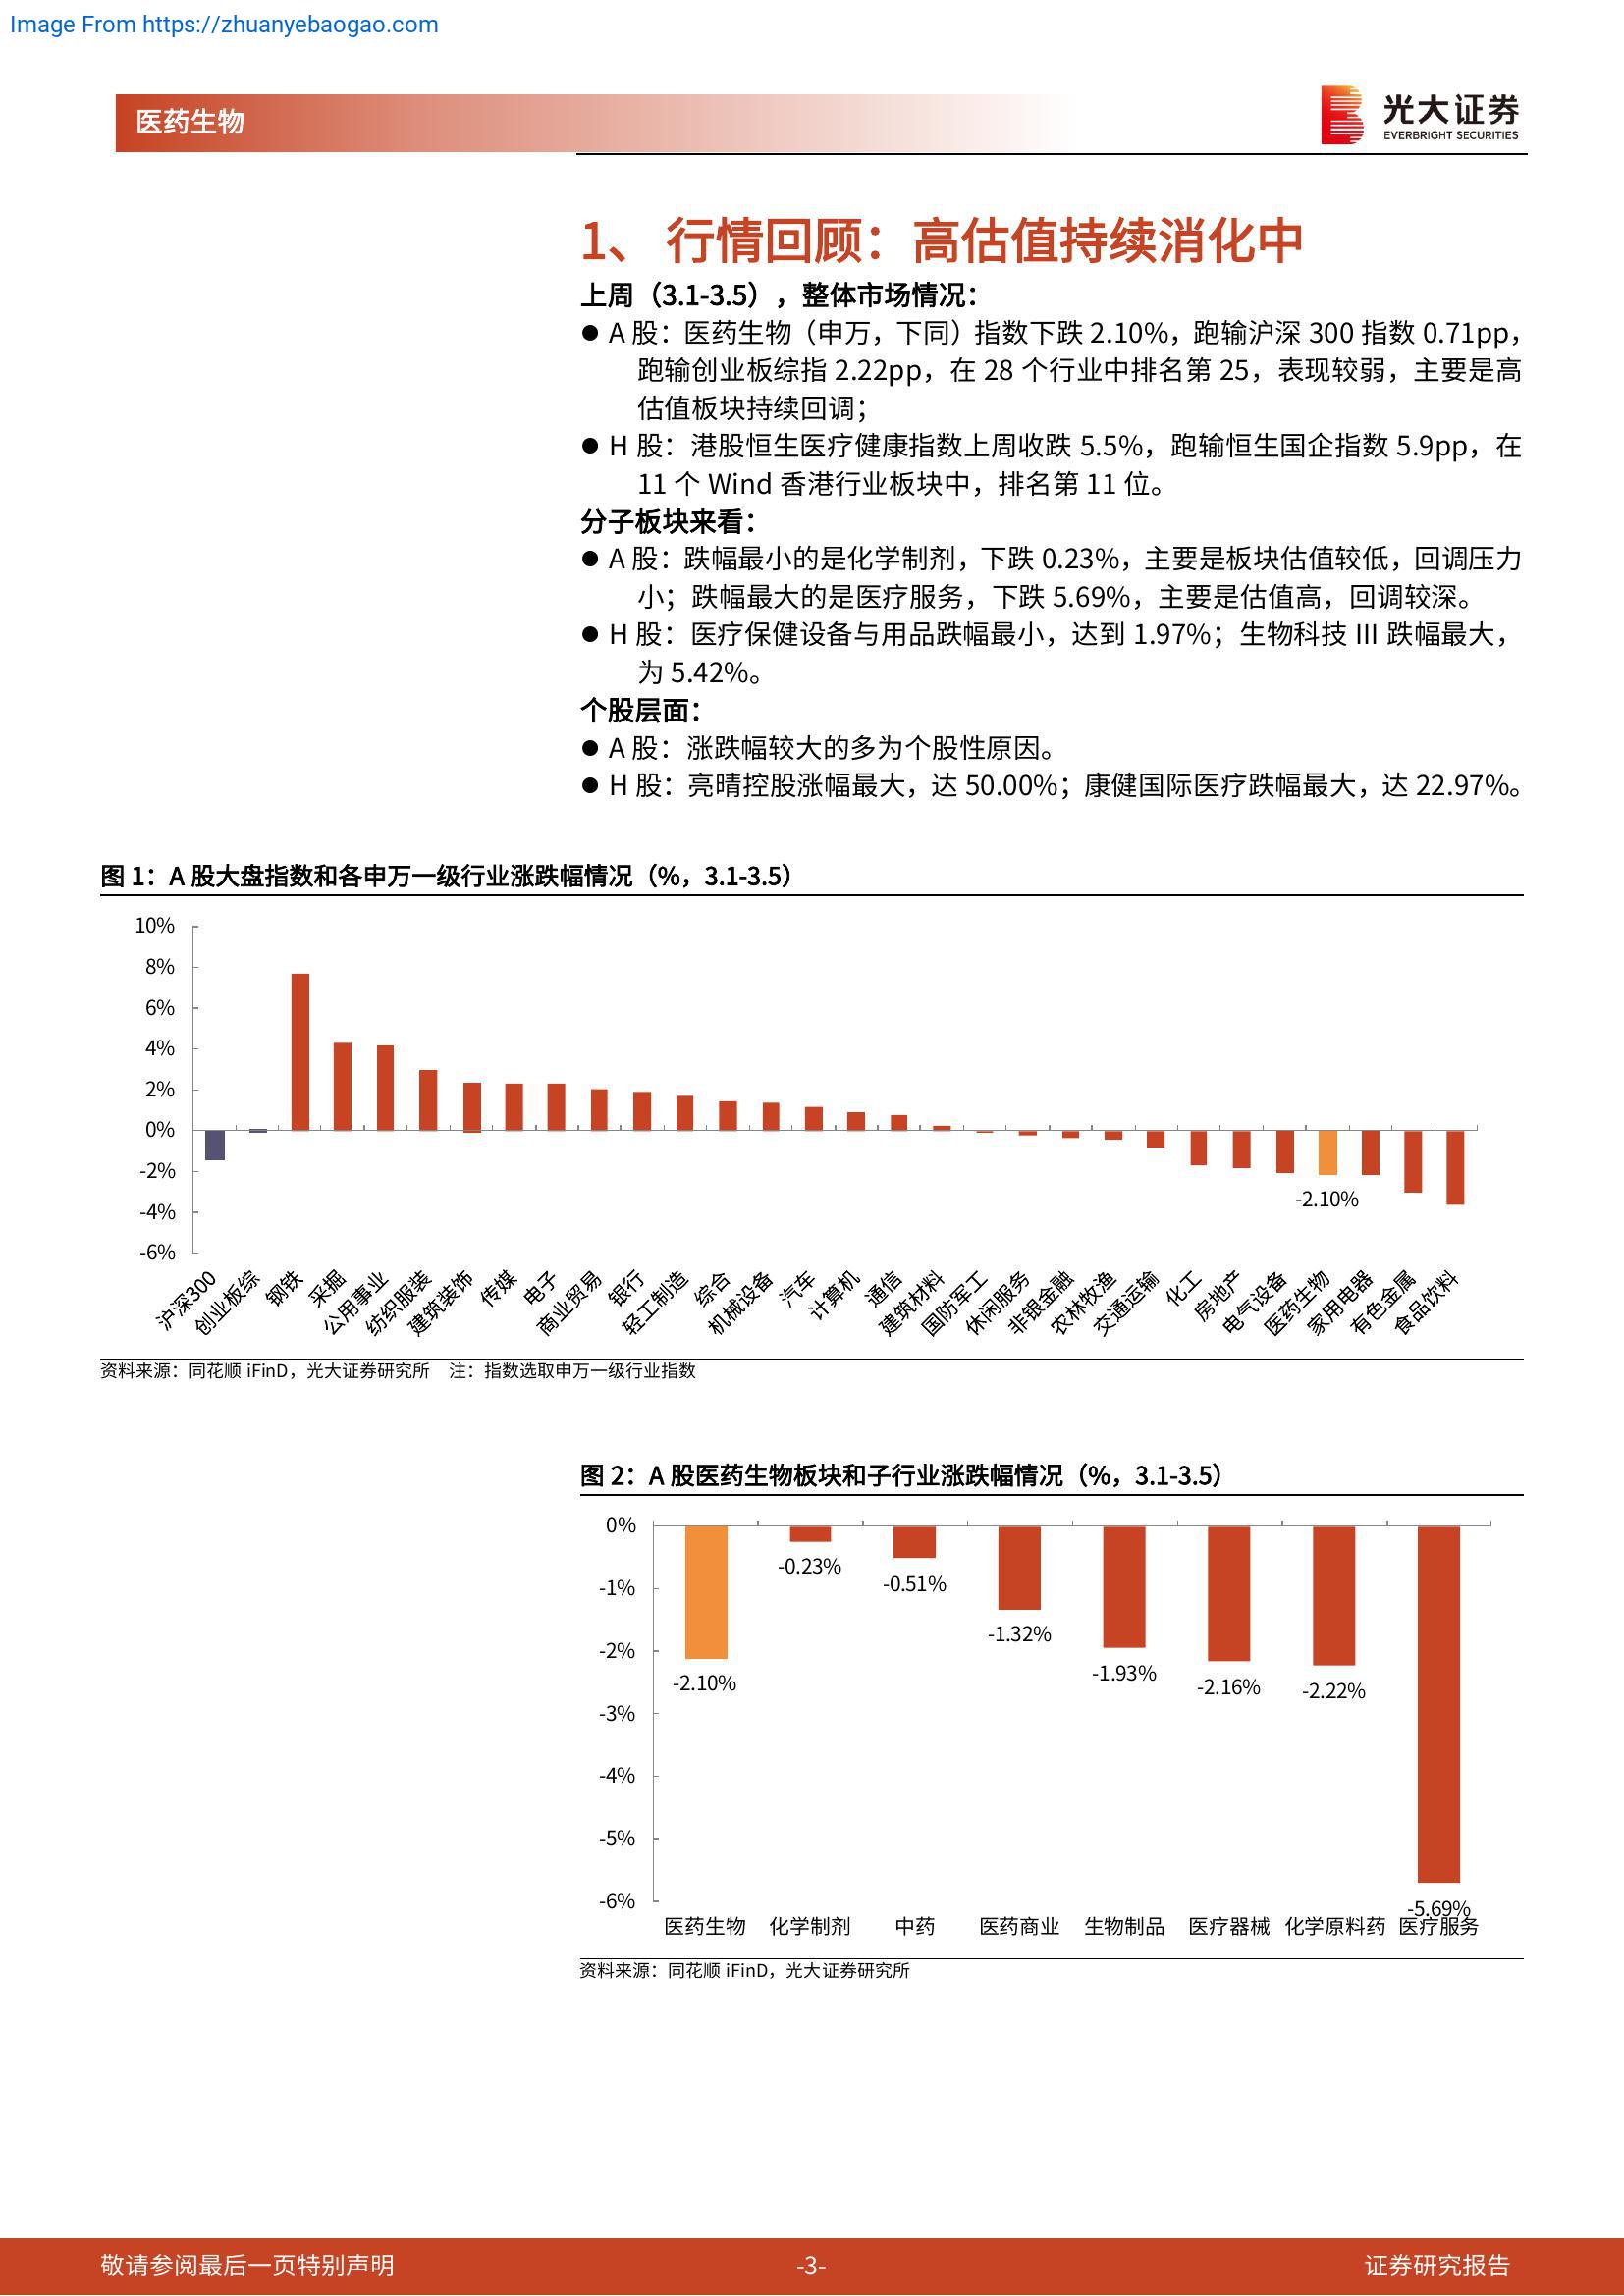 Image From https://zhuanyebaogao.com
医药生物
光大证券
EVERBRIGHT SECURITIES
1、 行情回顾：高估值持续消化中
上周（3.1-3.5），整体市场情况：
● A 股：医药生物（申万，下同）指数下跌 2.10%，跑输沪深 300 指数 0.71pp，
跑输创业板综指 2.22pp，在 28 个行业中排名第 25，表现较弱，主要是高
估值板块持续回调；
● H 股：港股恒生医疗健康指数上周收跌 5.5%，跑输恒生国企指数 5.9pp，在
11 个 Wind 香港行业板块中，排名第 11 位。
分子板块来看：
● A 股：跌幅最小的是化学制剂，下跌 0.23%，主要是板块估值较低，回调压力
小；跌幅最大的是医疗服务，下跌 5.69%，主要是估值高，回调较深。
● H 股：医疗保健设备与用品跌幅最小，达到 1.97%；生物科技 III 跌幅最大，
为 5.42%。
个股层面：
● A 股：涨跌幅较大的多为个股性原因。
● H 股：亮晴控股涨幅最大，达 50.00%；康健国际医疗跌幅最大，达 22.97%。
图 1：A 股大盘指数和各申万一级行业涨跌幅情况（%，3.1-3.5）
10%
8%
6%
4%
2%
0%
-2%
-4%
-6%
-2.10%
沪深300
创业板综
钢铁
采掘
公用事业
纺织服装
建筑装饰
传媒
电子
商业贸易
银行
轻工制造
综合
机械设备
汽车
计算机
通信
建筑材料
国防军工
休闲服务
非银金融
农林牧渔
交通运输
化工
房地产
电气设备
医药生物
家用电器
有色金属
食品饮料
资料来源：同花顺 iFinD，光大证券研究所 注：指数选取申万一级行业指数
图 2：A 股医药生物板块和子行业涨跌幅情况（%，3.1-3.5）
0%
-1%
-2%
-3%
-4%
-5%
-6%
-2.10%
-0.23%
-0.51%
-1.32%
-1.93%
-2.16%
-2.22%
-5.69%
医药生物 化学制剂 中药 医药商业 生物制品 医疗器械 化学原料药 医疗服务
资料来源：同花顺 iFinD，光大证券研究所
敬请参阅最后一页特别声明 -3- 证券研究报告